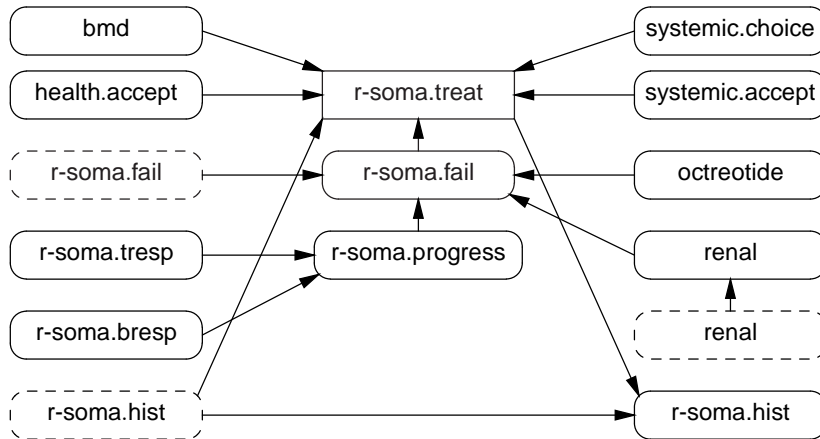 bmd
systemic.choice
health.accept
r-soma.treat
systemic.accept
r-soma.fail
r-soma.fail
octreotide
r-soma.tresp
r-soma.progress
renal
r-soma.bresp
renal
r-soma.hist
r-soma.hist